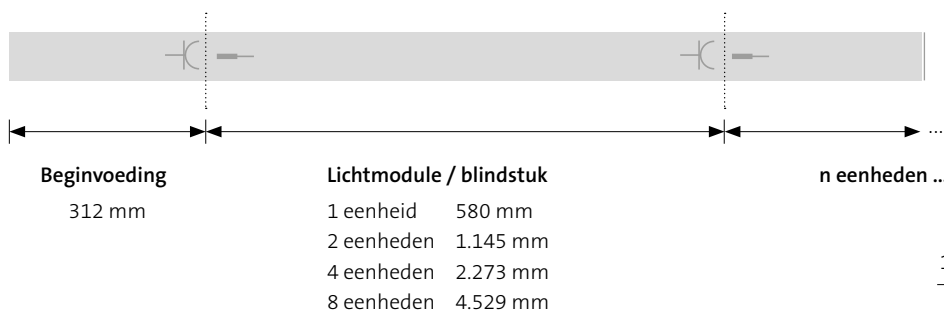 ...
Beginvoeding
312 mm
Lichtmodule / blindstuk
1 eenheid 580 mm
2 eenheden 1.145 mm
4 eenheden 2.273 mm
8 eenheden 4.529 mm
n eenheden ...